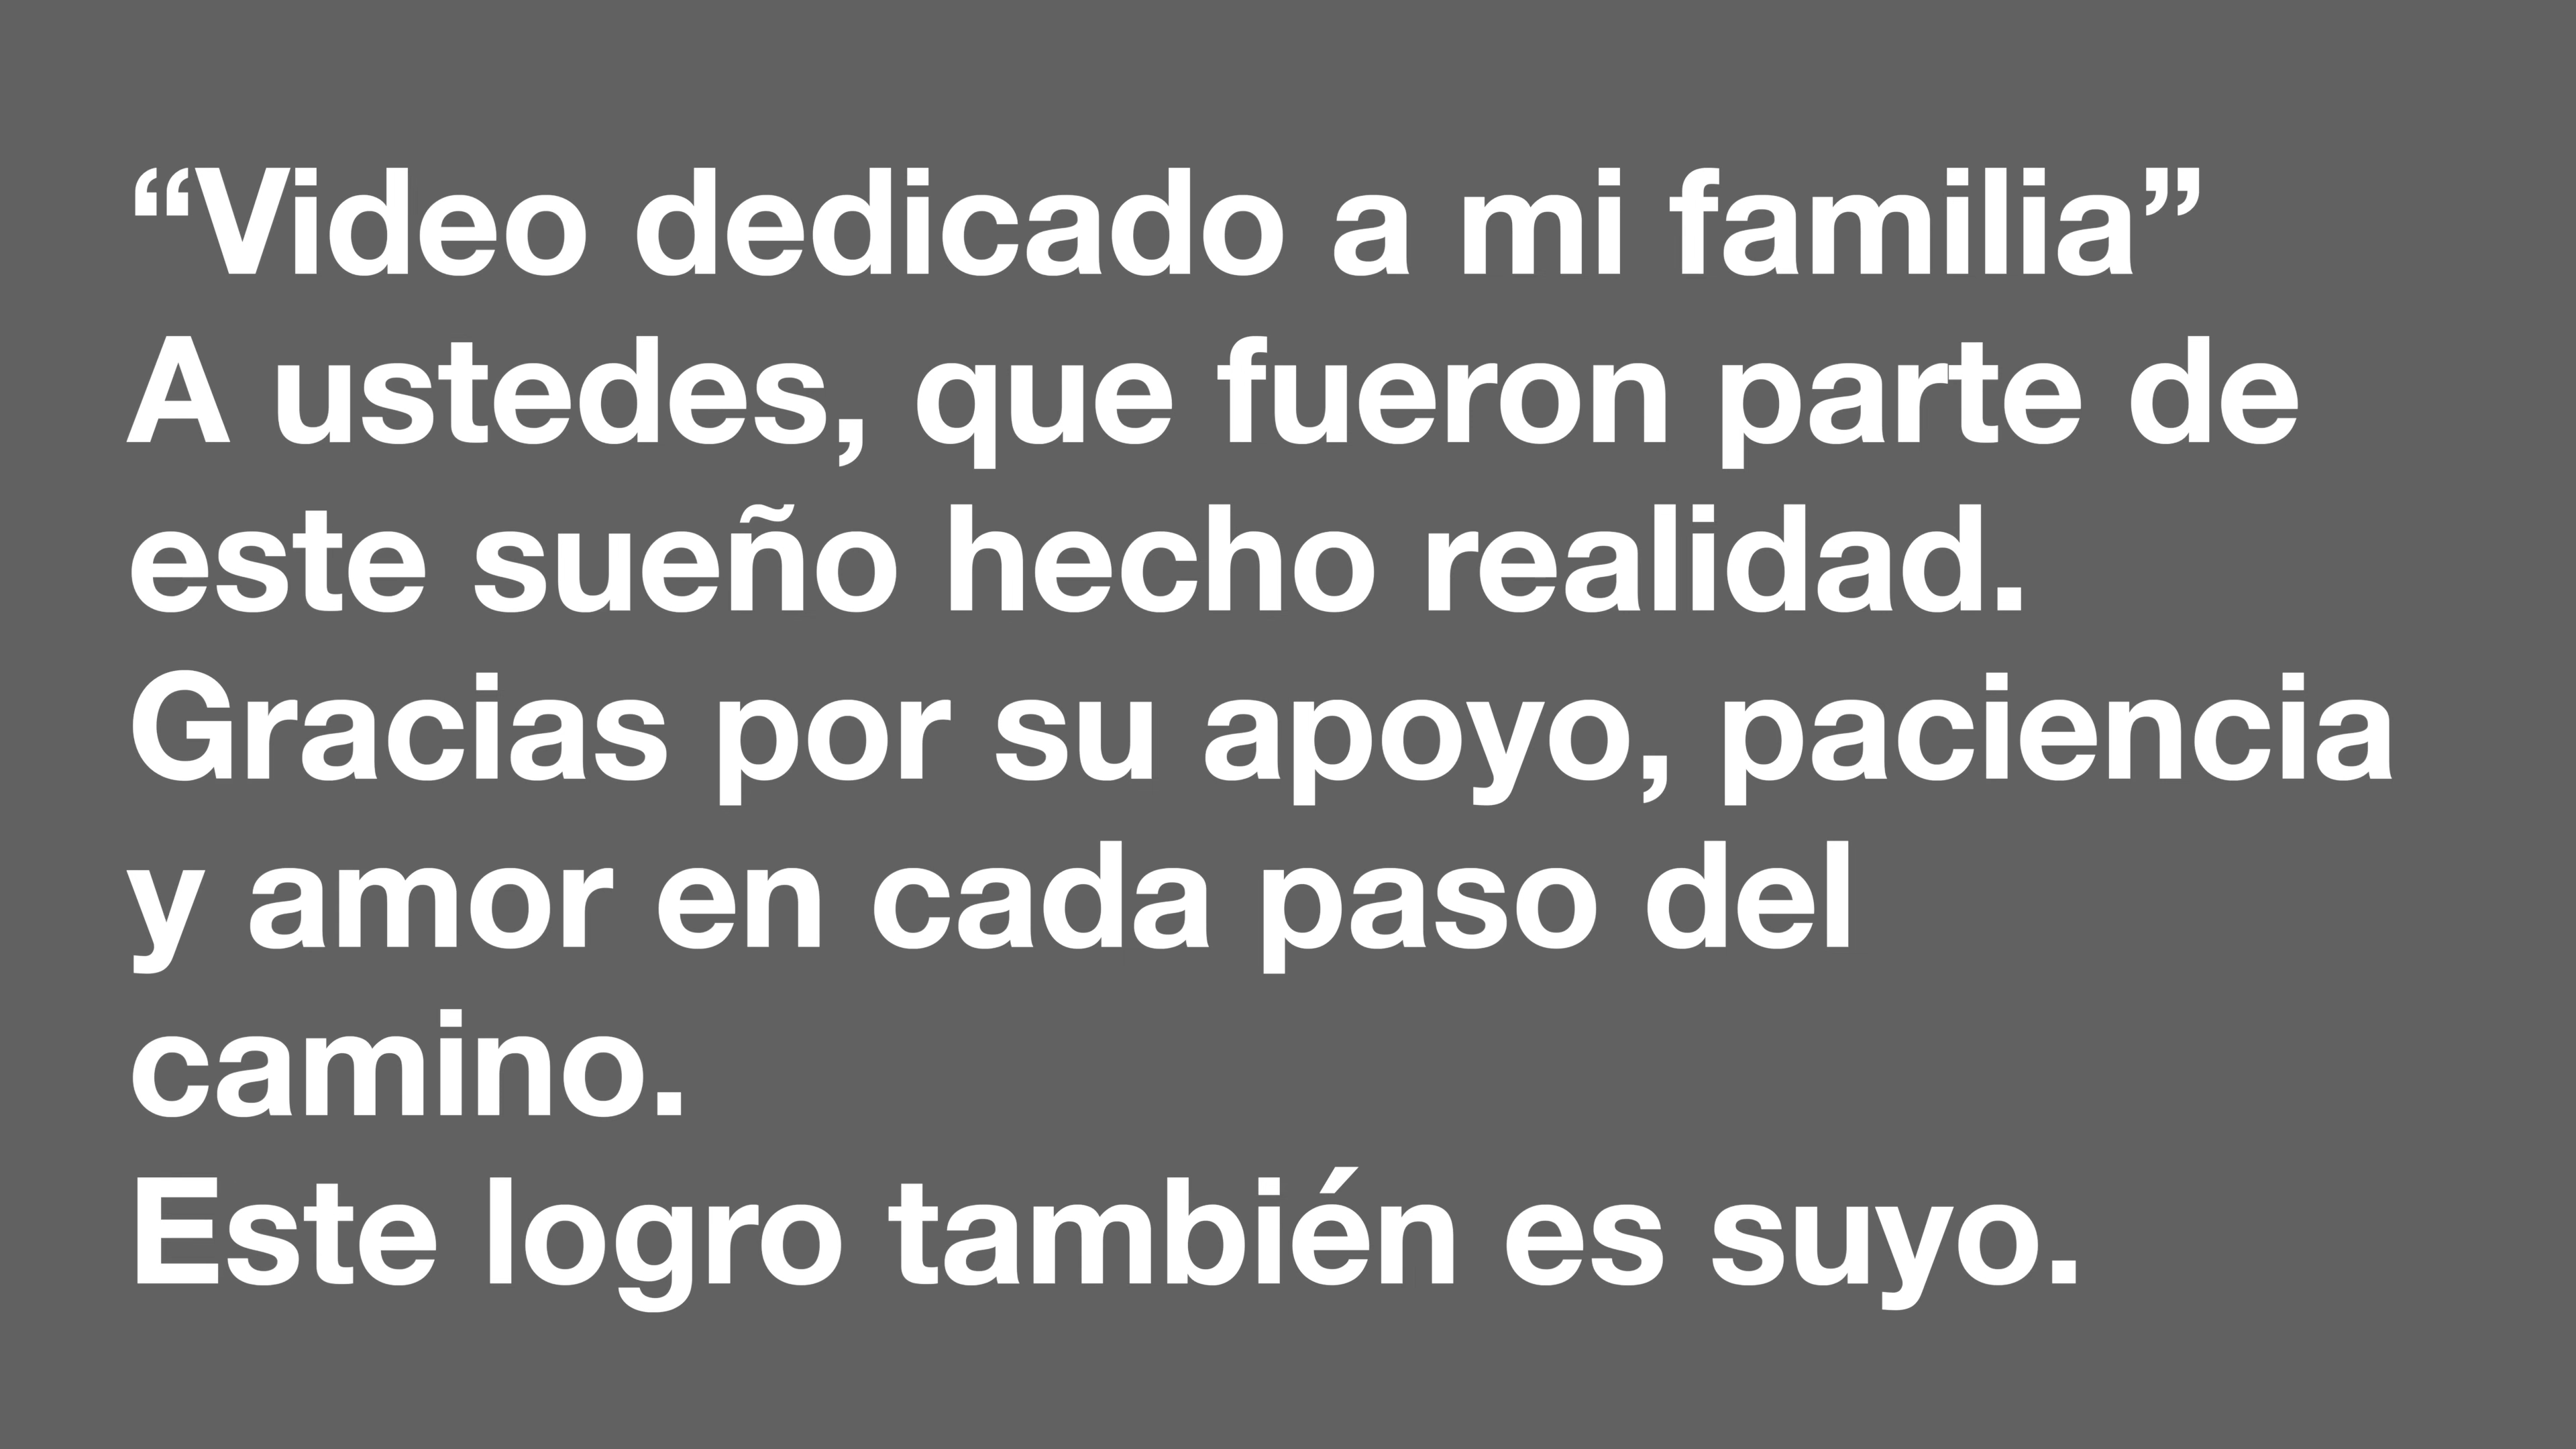 “Video dedicado a mi familia”
A ustedes, que fueron parte de
este sueño hecho realidad.
Gracias por su apoyo, paciencia
y amor en cada paso del
camino.
Este logro también es suyo.